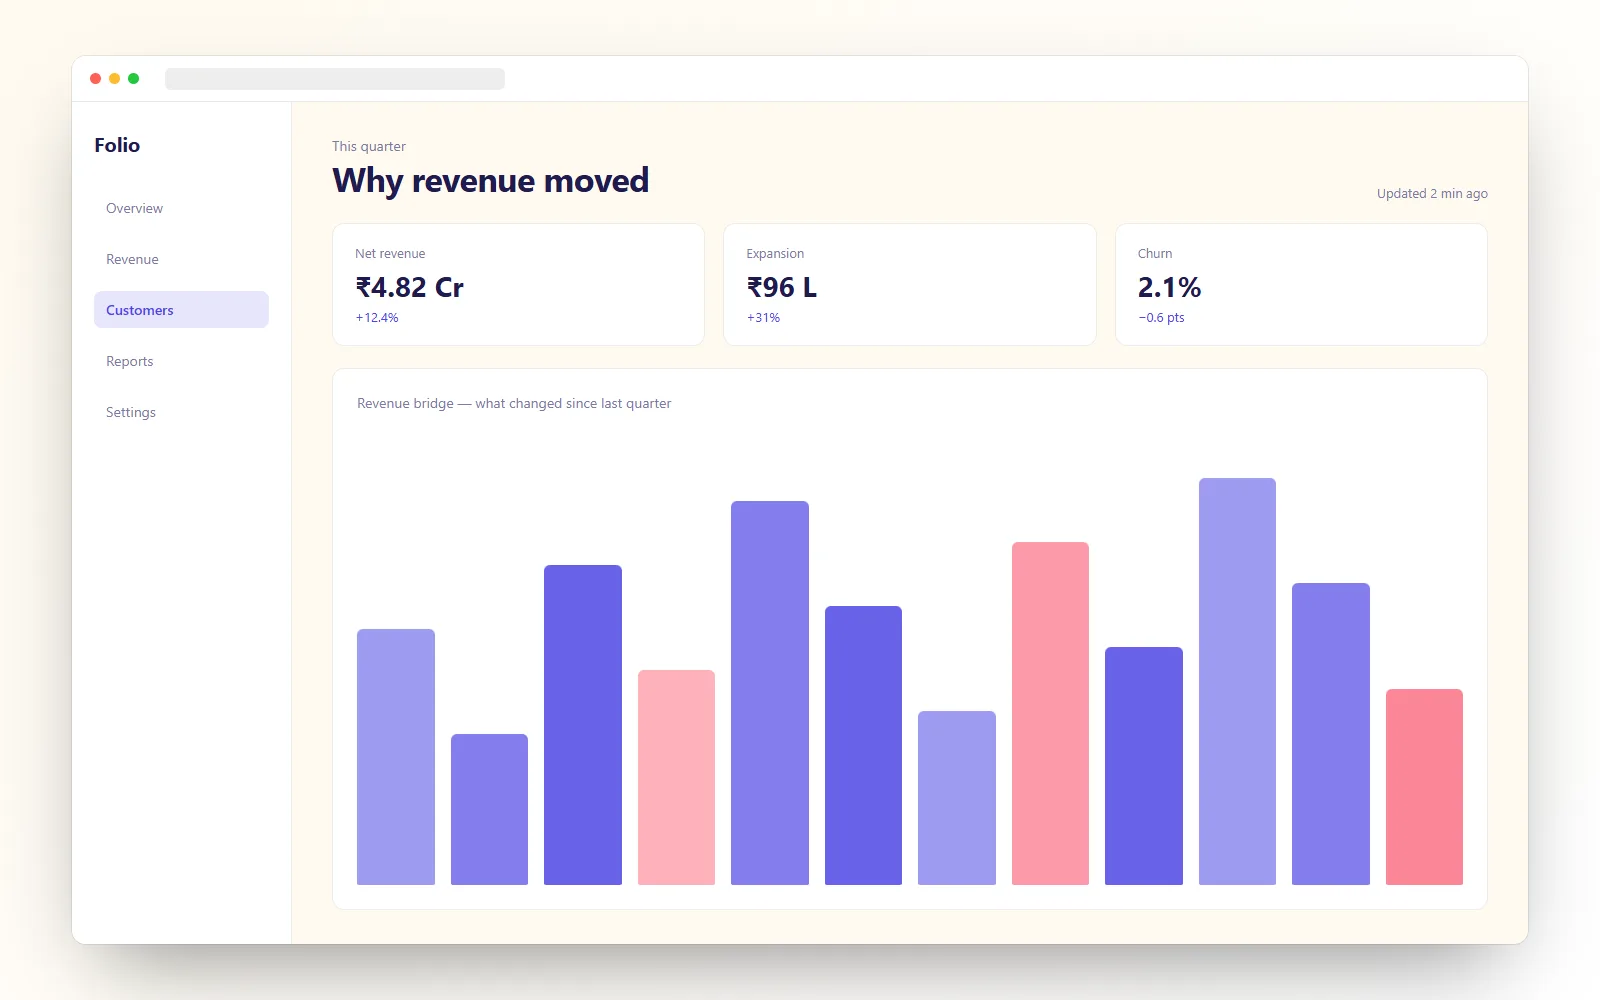 Folio
Overview
Revenue
Customers
Reports
Settings
This quarter
Why revenue moved
Updated 2 min ago
Net revenue
₹4.82 Cr
+12.4%
Expansion
₹96 L
+31%
Churn
2.1%
−0.6 pts
Revenue bridge — what changed since last quarter